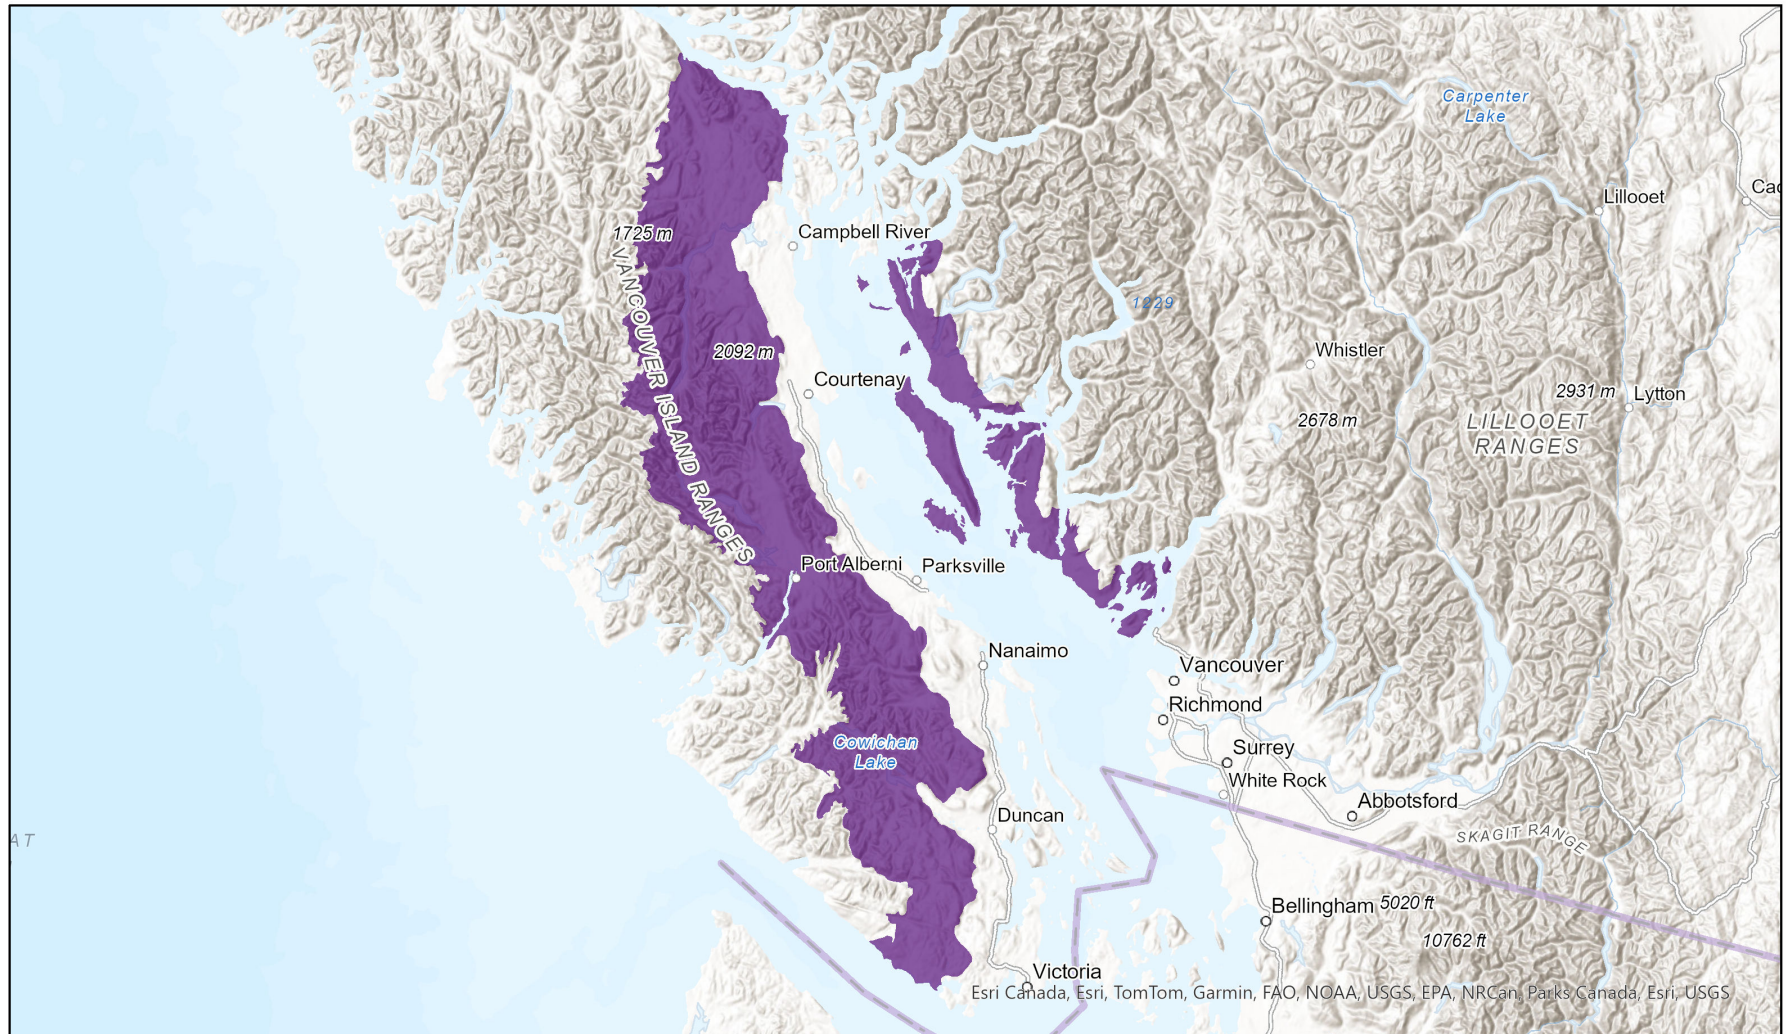 Carpenter
Lake
Lillooet
Cac
1725 m
Campbell River
1229
VANCOUVER ISLAND RANGES
2092 m
Whistler
Courtenay
2931 m
Lytton
2678 m
LILLOOET
RANGES
Port Alberni
Parksville
Nanaimo
Vancouver
Richmond
Cowichan
Lake
Surrey
White Rock
Abbotsford
Duncan
SKAGIT RANGE
AT
Bellingham
5020 ft
10762 ft
Victoria
Esri Canada, Esri, TomTom, Garmin, FAO, NOAA, USGS, EPA, NRCan, Parks Canada, Esri, USGS